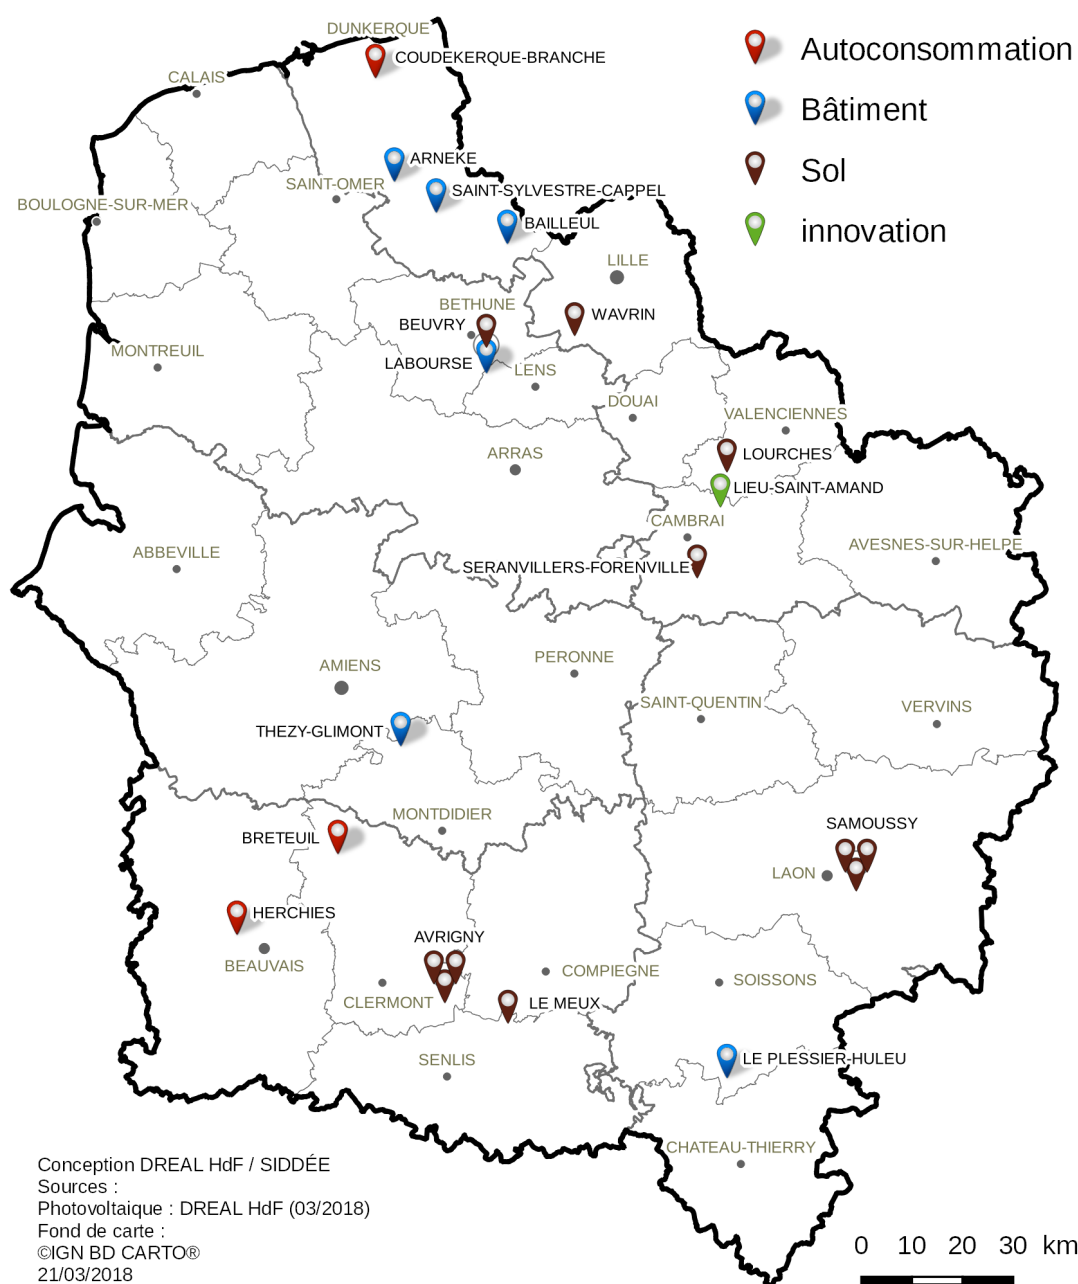 DUNKERQUE
Autoconsommation
COUDEKERQUE-BRANCHE
CALAIS
Bâtiment
ARNEKE
Sol
SAINT-OMER
SAINT-SYLVESTRE-CAPPEL
BOULOGNE-SUR-MER
BAILLEUL
innovation
LILLE
BETHUNE
WAVRIN
BEUVRY
MONTREUIL
LABOURSE
LENS
DOUAI
VALENCIENNES
ARRAS
LOURCHES
LIEU-SAINT-AMAND
CAMBRAI
ABBEVILLE
AVESNES-SUR-HELPE
SERANVILLERS-FORENVILLE
PERONNE
AMIENS
SAINT-QUENTIN
VERVINS
THEZY-GLIMONT
MONTDIDIER
SAMOUSSY
BRETEUIL
LAON
HERCHIES
AVRIGNY
BEAUVAIS
COMPIEGNE
SOISSONS
CLERMONT
LE MEUX
SENLIS
LE PLESSIER-HULEU
CHATEAU-THIERRY
Conception DREAL HdF / SIDDÉE
Sources :
Photovoltaique : DREAL HdF (03/2018)
Fond de carte :
©IGN BD CARTO®
21/03/2018
0 10 20 30 km